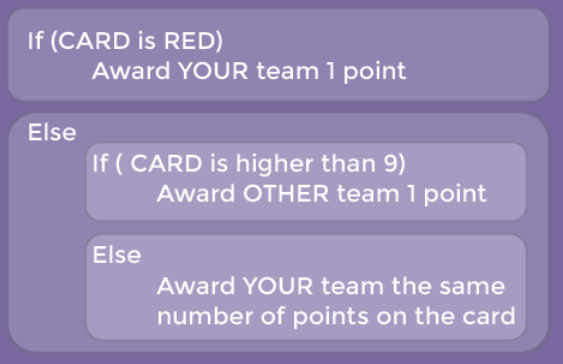 If (CARD is RED)
Award YOUR team 1 point
Else
If ( CARD is higher than 9)
Award OTHER team 1 point
Else
Award YOUR team the same
number of points on the card